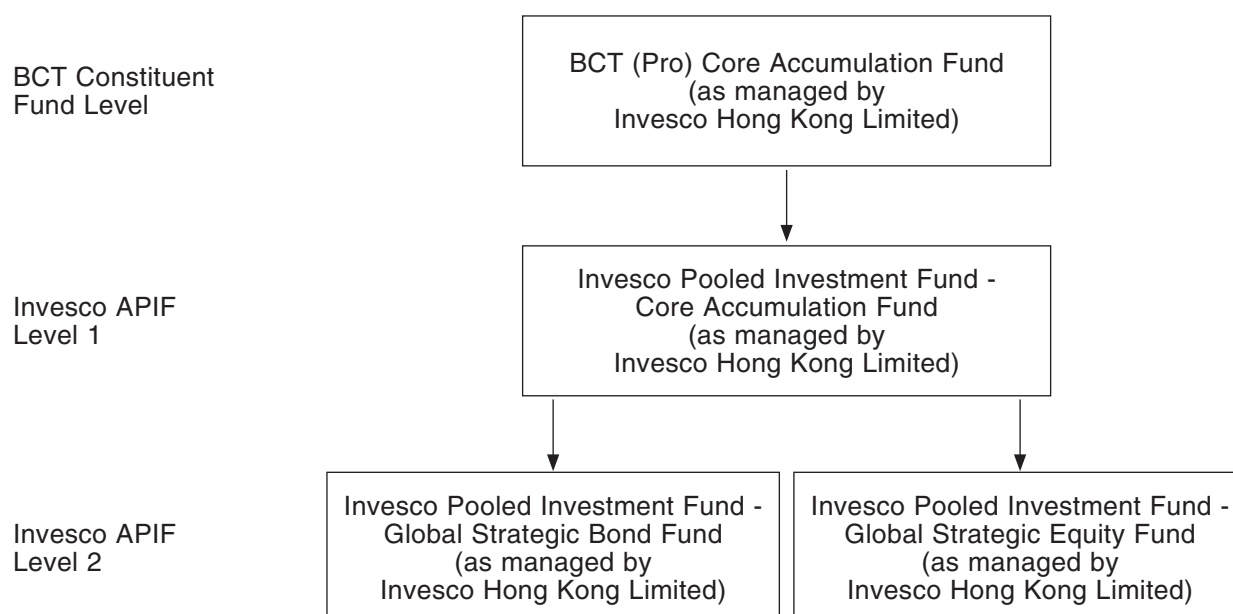 BCT Constituent
Fund Level
BCT (Pro) Core Accumulation Fund
(as managed by
Invesco Hong Kong Limited)
Invesco APIF
Level 1
Invesco Pooled Investment Fund -
Core Accumulation Fund
(as managed by
Invesco Hong Kong Limited)
Invesco APIF
Level 2
Invesco Pooled Investment Fund -
Global Strategic Bond Fund
(as managed by
Invesco Hong Kong Limited)
Invesco Pooled Investment Fund -
Global Strategic Equity Fund
(as managed by
Invesco Hong Kong Limited)